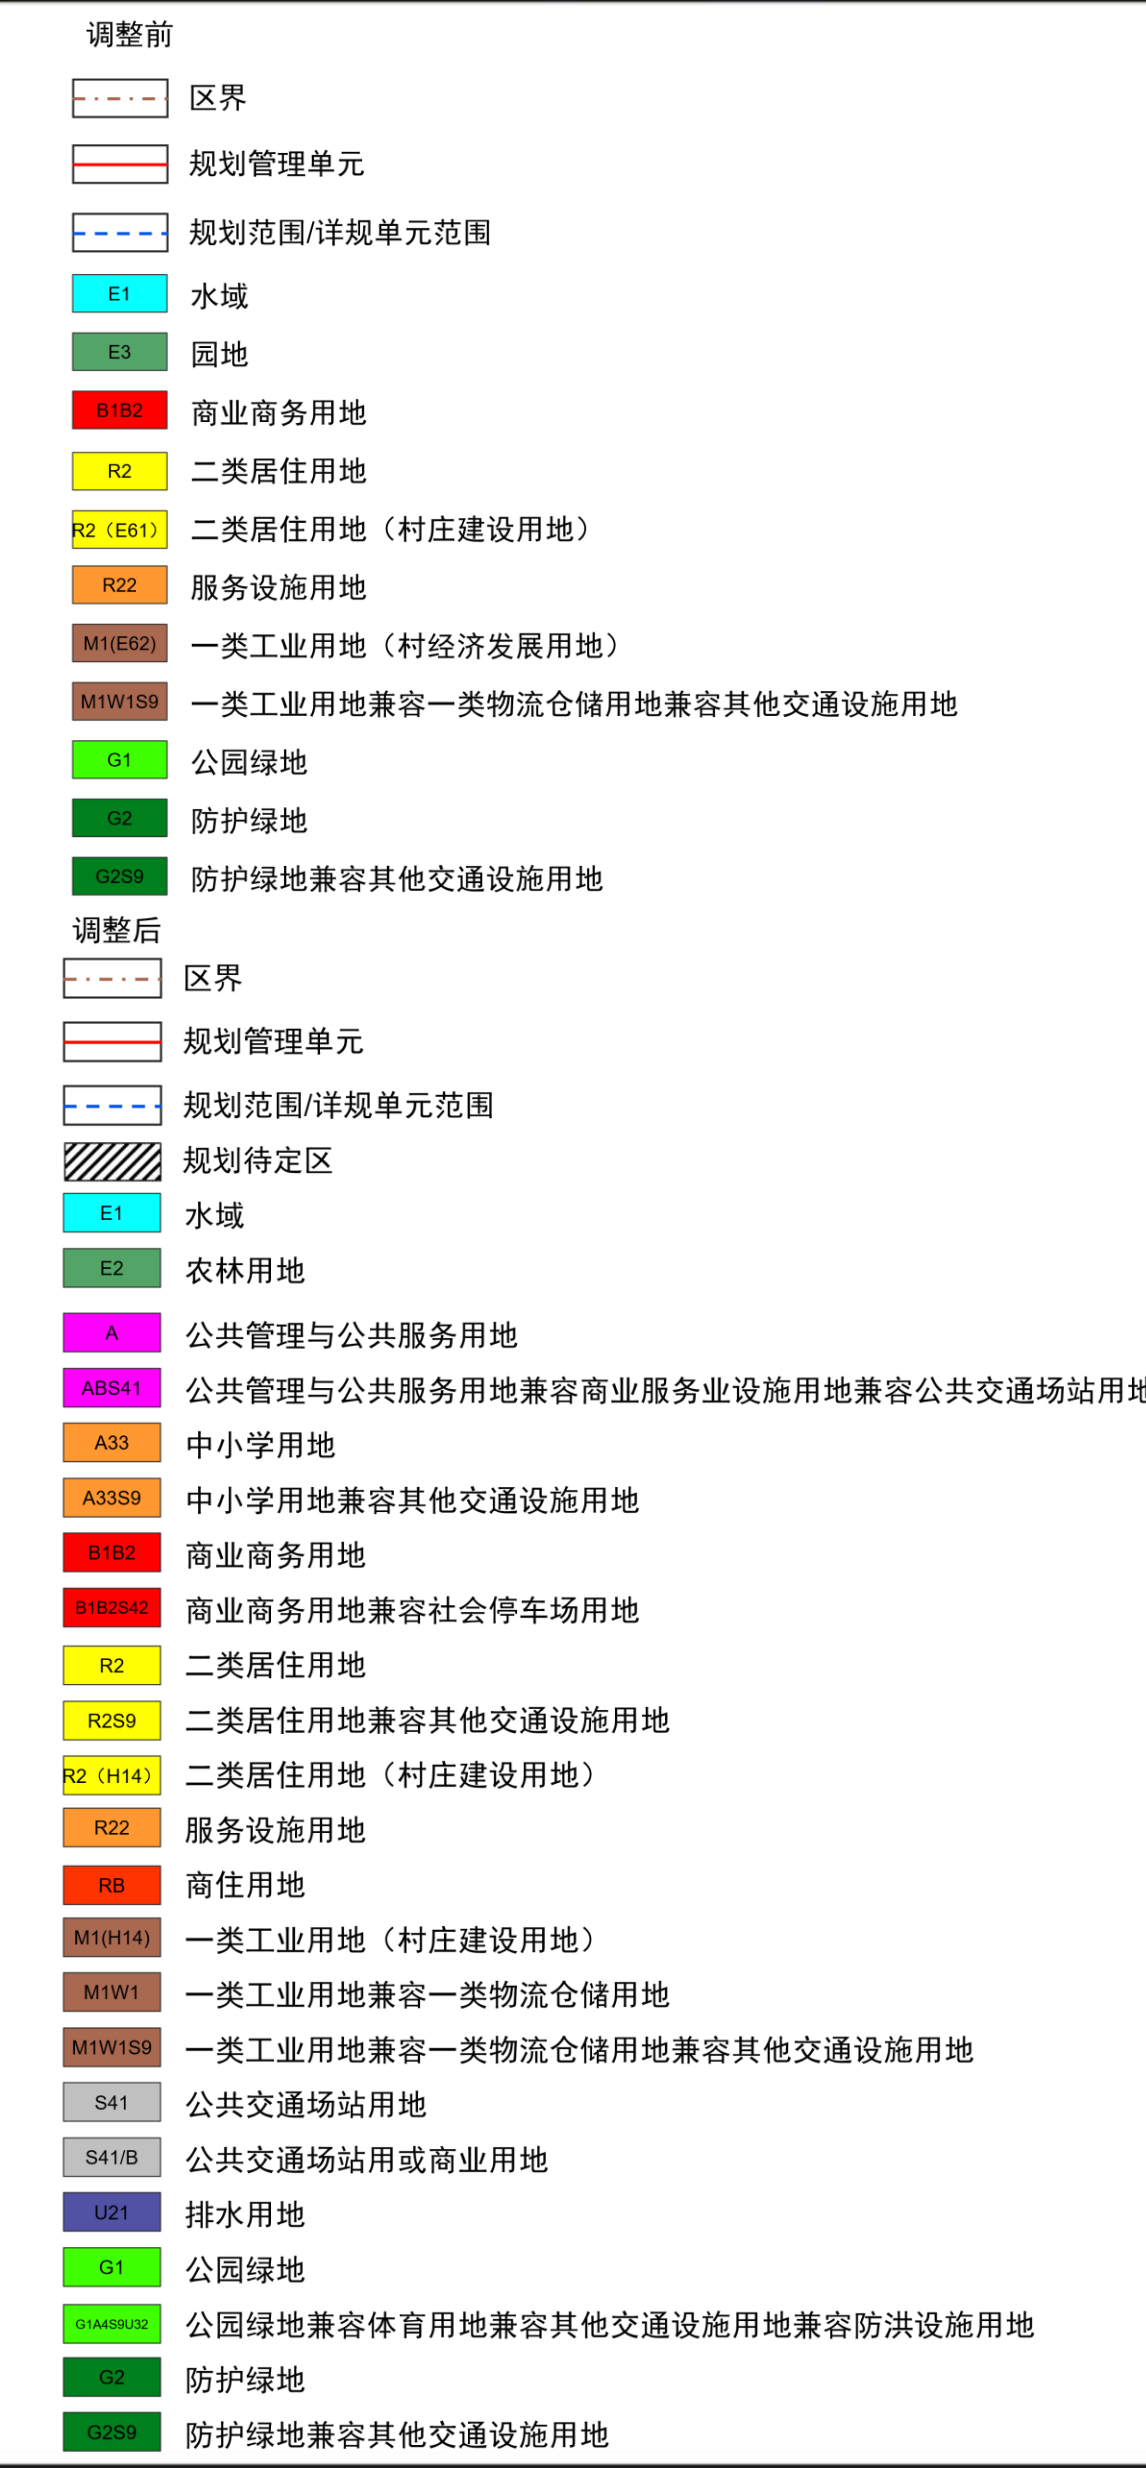 调整前
区界
规划管理单元
规划范围/详规单元范围
E1 水域
E3 园地
B1B2 商业商务用地
R2 二类居住用地
R2（E61） 二类居住用地（村庄建设用地）
R22 服务设施用地
M1(E62) 一类工业用地（村经济发展用地）
M1W1S9 一类工业用地兼容一类物流仓储用地兼容其他交通设施用地
G1 公园绿地
G2 防护绿地
G2S9 防护绿地兼容其他交通设施用地
调整后
区界
规划管理单元
规划范围/详规单元范围
规划待定区
E1 水域
E2 农林用地
A 公共管理与公共服务用地
ABS41 公共管理与公共服务用地兼容商业服务业设施用地兼容公共交通场站用地
A33 中小学用地
A33S9 中小学用地兼容其他交通设施用地
B1B2 商业商务用地
B1B2S42 商业商务用地兼容社会停车场用地
R2 二类居住用地
R2S9 二类居住用地兼容其他交通设施用地
R2（H14） 二类居住用地（村庄建设用地）
R22 服务设施用地
RB 商住用地
M1(H14) 一类工业用地（村庄建设用地）
M1W1 一类工业用地兼容一类物流仓储用地
M1W1S9 一类工业用地兼容一类物流仓储用地兼容其他交通设施用地
S41 公共交通场站用地
S41/B 公共交通场站用或商业用地
U21 排水用地
G1 公园绿地
G1A4S9U32 公园绿地兼容体育用地兼容其他交通设施用地兼容防洪设施用地
G2 防护绿地
G2S9 防护绿地兼容其他交通设施用地